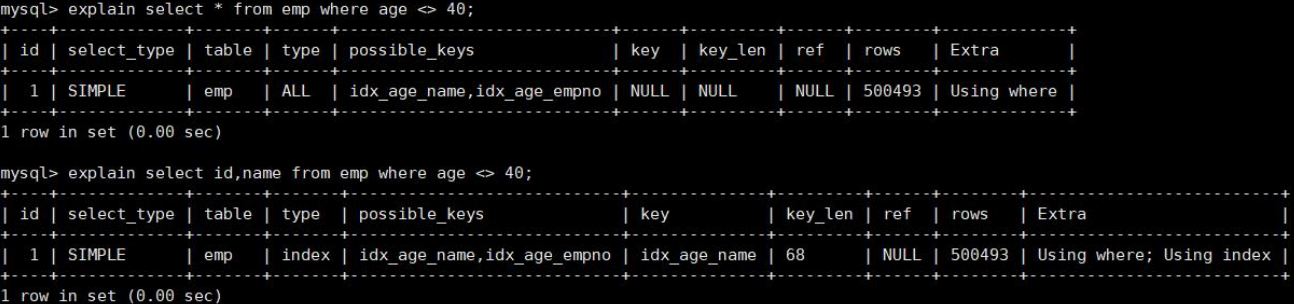 mysql> explain select * from emp where age <> 40;
+----+-------------+-------+------+----------------------------+------+---------+------+--------+-------------+
| id | select_type | table | type | possible_keys              | key  | key_len | ref  | rows   | Extra       |
+----+-------------+-------+------+----------------------------+------+---------+------+--------+-------------+
|  1 | SIMPLE      | emp   | ALL  | idx_age_name,idx_age_empno | NULL | NULL    | NULL | 500493 | Using where |
+----+-------------+-------+------+----------------------------+------+---------+------+--------+-------------+
1 row in set (0.00 sec)
mysql> explain select id,name from emp where age <> 40;
+----+-------------+-------+-------+----------------------------+--------------+---------+------+--------+--------------------------+
| id | select_type | table | type  | possible_keys              | key          | key_len | ref  | rows   | Extra                    |
+----+-------------+-------+-------+----------------------------+--------------+---------+------+--------+--------------------------+
|  1 | SIMPLE      | emp   | index | idx_age_name,idx_age_empno | idx_age_name | 68      | NULL | 500493 | Using where; Using index |
+----+-------------+-------+-------+----------------------------+--------------+---------+------+--------+--------------------------+
1 row in set (0.00 sec)